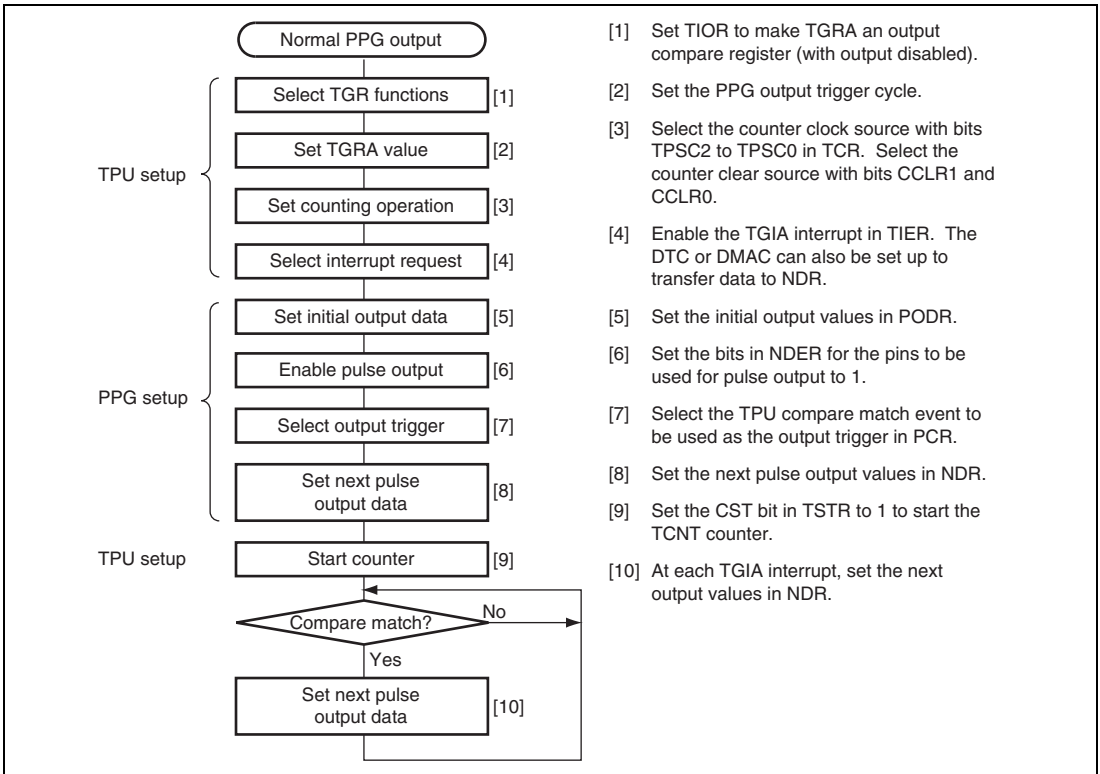 Normal PPG output
TPU setup
Select TGR functions [1]
Set TGRA value [2]
Set counting operation [3]
Select interrupt request [4]
PPG setup
Set initial output data [5]
Enable pulse output [6]
Select output trigger [7]
Set next pulse
output data
[8]
TPU setup
Start counter [9]
Compare match?
No
Yes
Set next pulse
output data
[10]
[1] Set TIOR to make TGRA an output
compare register (with output disabled).
[2] Set the PPG output trigger cycle.
[3] Select the counter clock source with bits
TPSC2 to TPSC0 in TCR. Select the
counter clear source with bits CCLR1 and
CCLR0.
[4] Enable the TGIA interrupt in TIER. The
DTC or DMAC can also be set up to
transfer data to NDR.
[5] Set the initial output values in PODR.
[6] Set the bits in NDER for the pins to be
used for pulse output to 1.
[7] Select the TPU compare match event to
be used as the output trigger in PCR.
[8] Set the next pulse output values in NDR.
[9] Set the CST bit in TSTR to 1 to start the
TCNT counter.
[10] At each TGIA interrupt, set the next
output values in NDR.